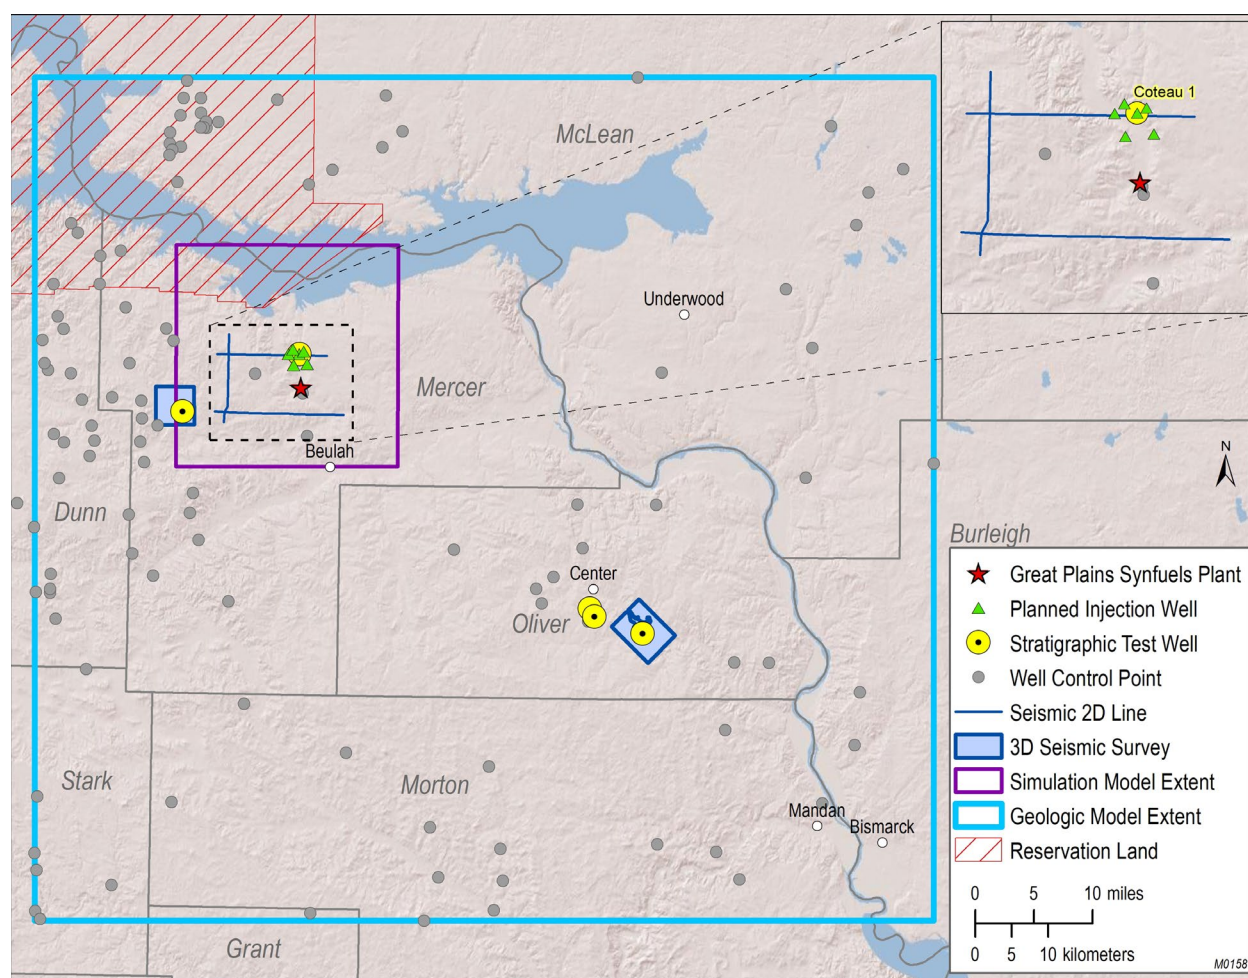 Coteau 1
McLean
Underwood
Mercer
Beulah
N
Dunn
Burleigh
Center
Oliver
Stark
Morton
Mandan
Bismarck
Grant
Great Plains Synfuels Plant
Planned Injection Well
Stratigraphic Test Well
Well Control Point
Seismic 2D Line
3D Seismic Survey
Simulation Model Extent
Geologic Model Extent
Reservation Land
0 5 10 miles
0 5 10 kilometers
M0158